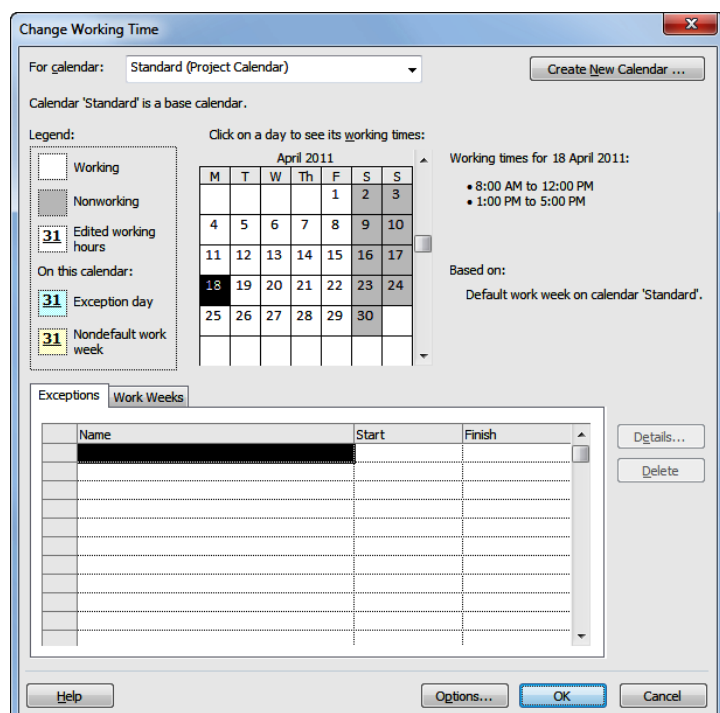 Change Working Time
For calendar: Standard (Project Calendar) Create New Calendar ...
Calendar 'Standard' is a base calendar.
Legend: Click on a day to see its working times:
Working
Nonworking
31 Edited working
hours
On this calendar:
31 Exception day
31 Nondefault work
week
April 2011
M T W Th F S S
1 2 3
4 5 6 7 8 9 10
11 12 13 14 15 16 17
18 19 20 21 22 23 24
25 26 27 28 29 30
Working times for 18 April 2011:
• 8:00 AM to 12:00 PM
• 1:00 PM to 5:00 PM
Based on:
Default work week on calendar 'Standard'.
Exceptions Work Weeks
Name Start Finish
Details...
Delete
Help Options... OK Cancel